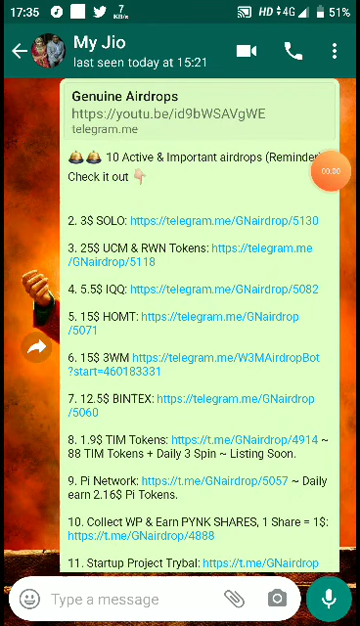 17:35
7
KB/s
HD 4G
51%
My Jio
last seen today at 15:21
Genuine Airdrops
https://youtu.be/id9bWSAVgWE
telegram.me
10 Active & Important airdrops (Reminder)
Check it out
00:00
2. 3$ SOLO: https://telegram.me/GNairdrop/5130
3. 25$ UCM & RWN Tokens: https://telegram.me
/GNairdrop/5118
4. 5.5$ IQQ: https://telegram.me/GNairdrop/5082
5. 15$ HOMT: https://telegram.me/GNairdrop
/5071
6. 15$ 3WM https://telegram.me/W3MAirdropBot
?start=460183331
7. 12.5$ BINTEX: https://telegram.me/GNairdrop
/5060
8. 1.9$ TIM Tokens: https://t.me/GNairdrop/4914 ~
88 TIM Tokens + Daily 3 Spin ~ Listing Soon.
9. Pi Network: https://t.me/GNairdrop/5057 ~ Daily
earn 2.16$ Pi Tokens.
10. Collect WP & Earn PYNK SHARES, 1 Share = 1$:
https://t.me/GNairdrop/4888
11. Startup Project Trybal: https://t.me/GNairdrop
Type a message